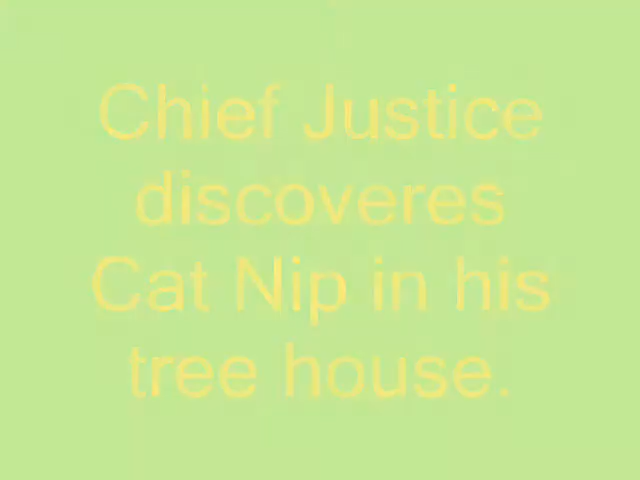 Chief Justice
discoveres
Cat Nip in his
tree house.